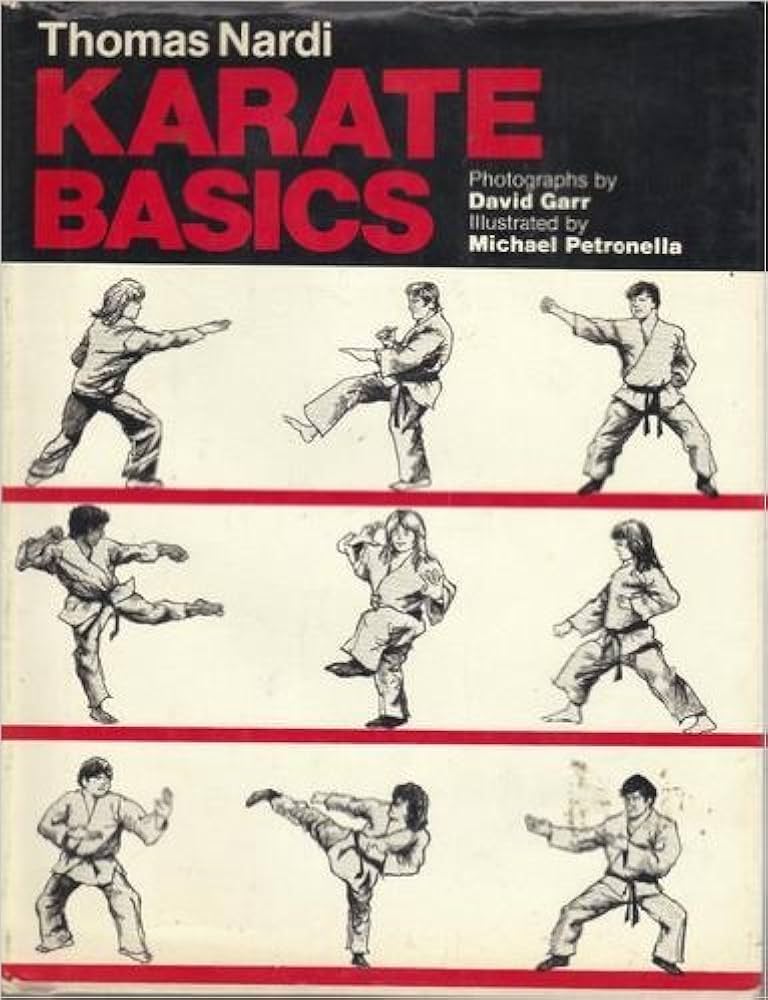 Thomas Nardi
KARATE
BASICS
Photographs by
David Garr
Illustrated by
Michael Petronella